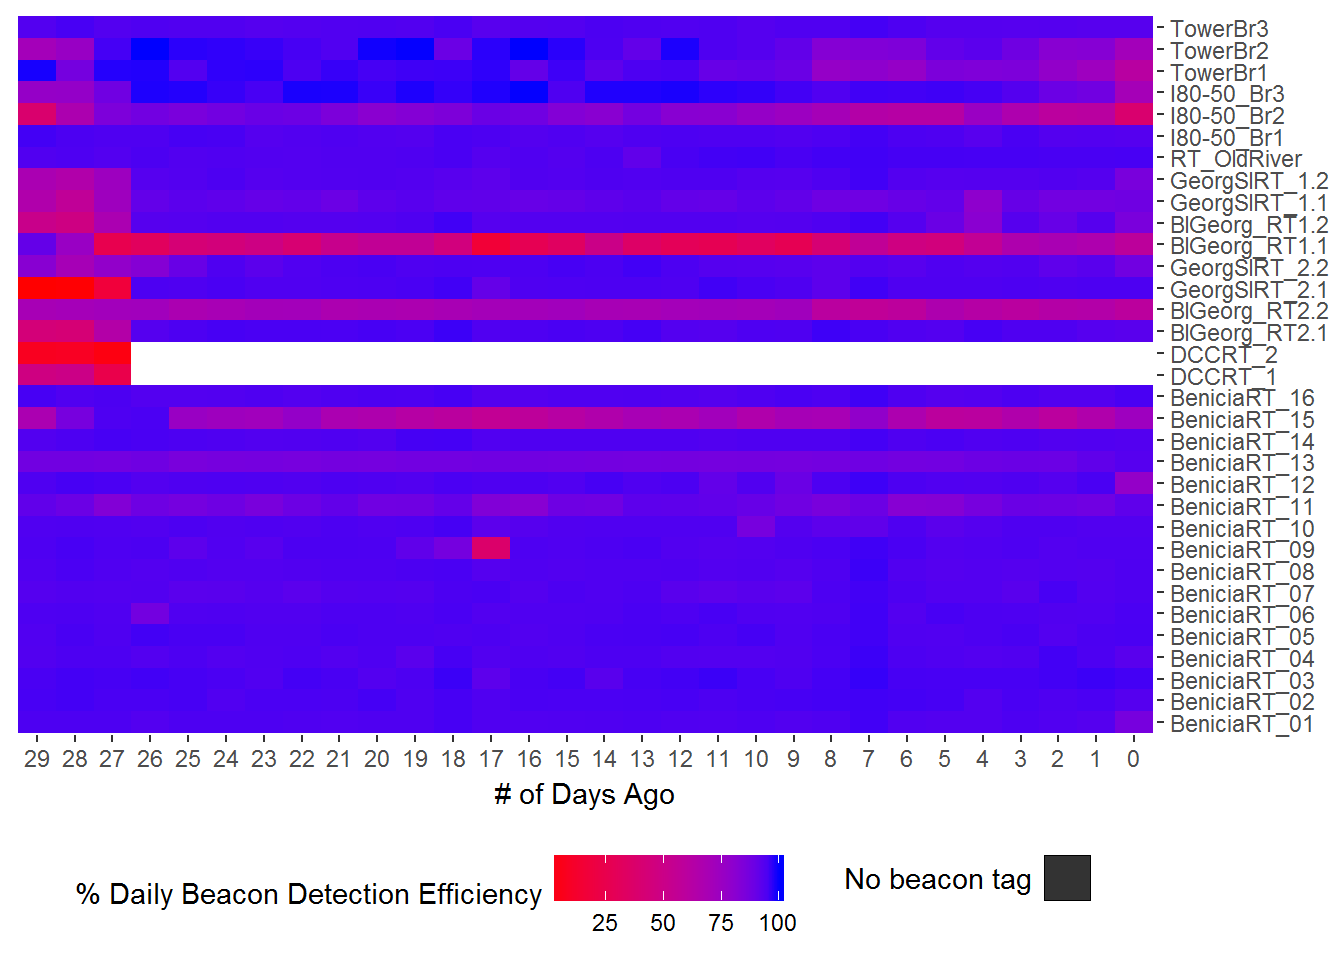 TowerBr3
TowerBr2
TowerBr1
I80-50_Br3
I80-50_Br2
I80-50_Br1
RT_OldRiver
GeorgSlRT_1.2
GeorgSlRT_1.1
BlGeorg_RT1.2
BlGeorg_RT1.1
GeorgSlRT_2.2
GeorgSlRT_2.1
BlGeorg_RT2.2
BlGeorg_RT2.1
DCCRT_2
DCCRT_1
BeniciaRT_16
BeniciaRT_15
BeniciaRT_14
BeniciaRT_13
BeniciaRT_12
BeniciaRT_11
BeniciaRT_10
BeniciaRT_09
BeniciaRT_08
BeniciaRT_07
BeniciaRT_06
BeniciaRT_05
BeniciaRT_04
BeniciaRT_03
BeniciaRT_02
BeniciaRT_01
29 28 27 26 25 24 23 22 21 20 19 18 17 16 15 14 13 12 11 10 9 8 7 6 5 4 3 2 1 0
# of Days Ago
% Daily Beacon Detection Efficiency
25 50 75 100
No beacon tag